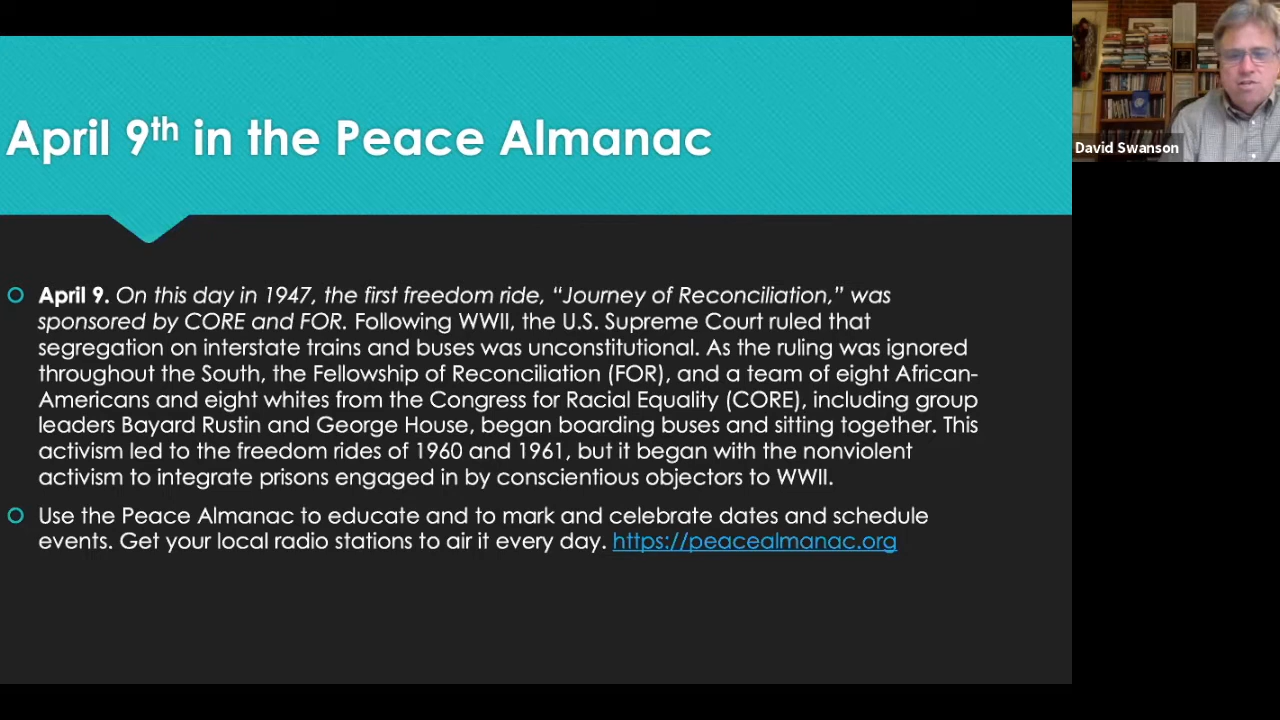 April 9th in the Peace Almanac
David Swanson
April 9. On this day in 1947, the first freedom ride, “Journey of Reconciliation,” was
sponsored by CORE and FOR. Following WWII, the U.S. Supreme Court ruled that
segregation on interstate trains and buses was unconstitutional. As the ruling was ignored
throughout the South, the Fellowship of Reconciliation (FOR), and a team of eight African-
Americans and eight whites from the Congress for Racial Equality (CORE), including group
leaders Bayard Rustin and George House, began boarding buses and sitting together. This
activism led to the freedom rides of 1960 and 1961, but it began with the nonviolent
activism to integrate prisons engaged in by conscientious objectors to WWII.
Use the Peace Almanac to educate and to mark and celebrate dates and schedule
events. Get your local radio stations to air it every day. https://peacealmanac.org